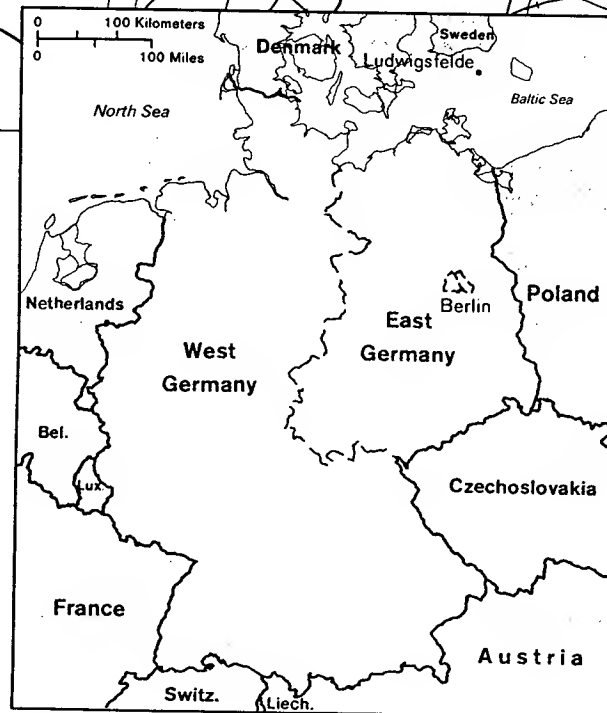 0 100 Kilometers
0 100 Miles
Denmark
Sweden
Ludwigsfelde
North Sea
Baltic Sea
Netherlands
Berlin
Poland
East
Germany
West
Germany
Bel.
Lux.
Czechoslovakia
France
Austria
Switz.
Liech.